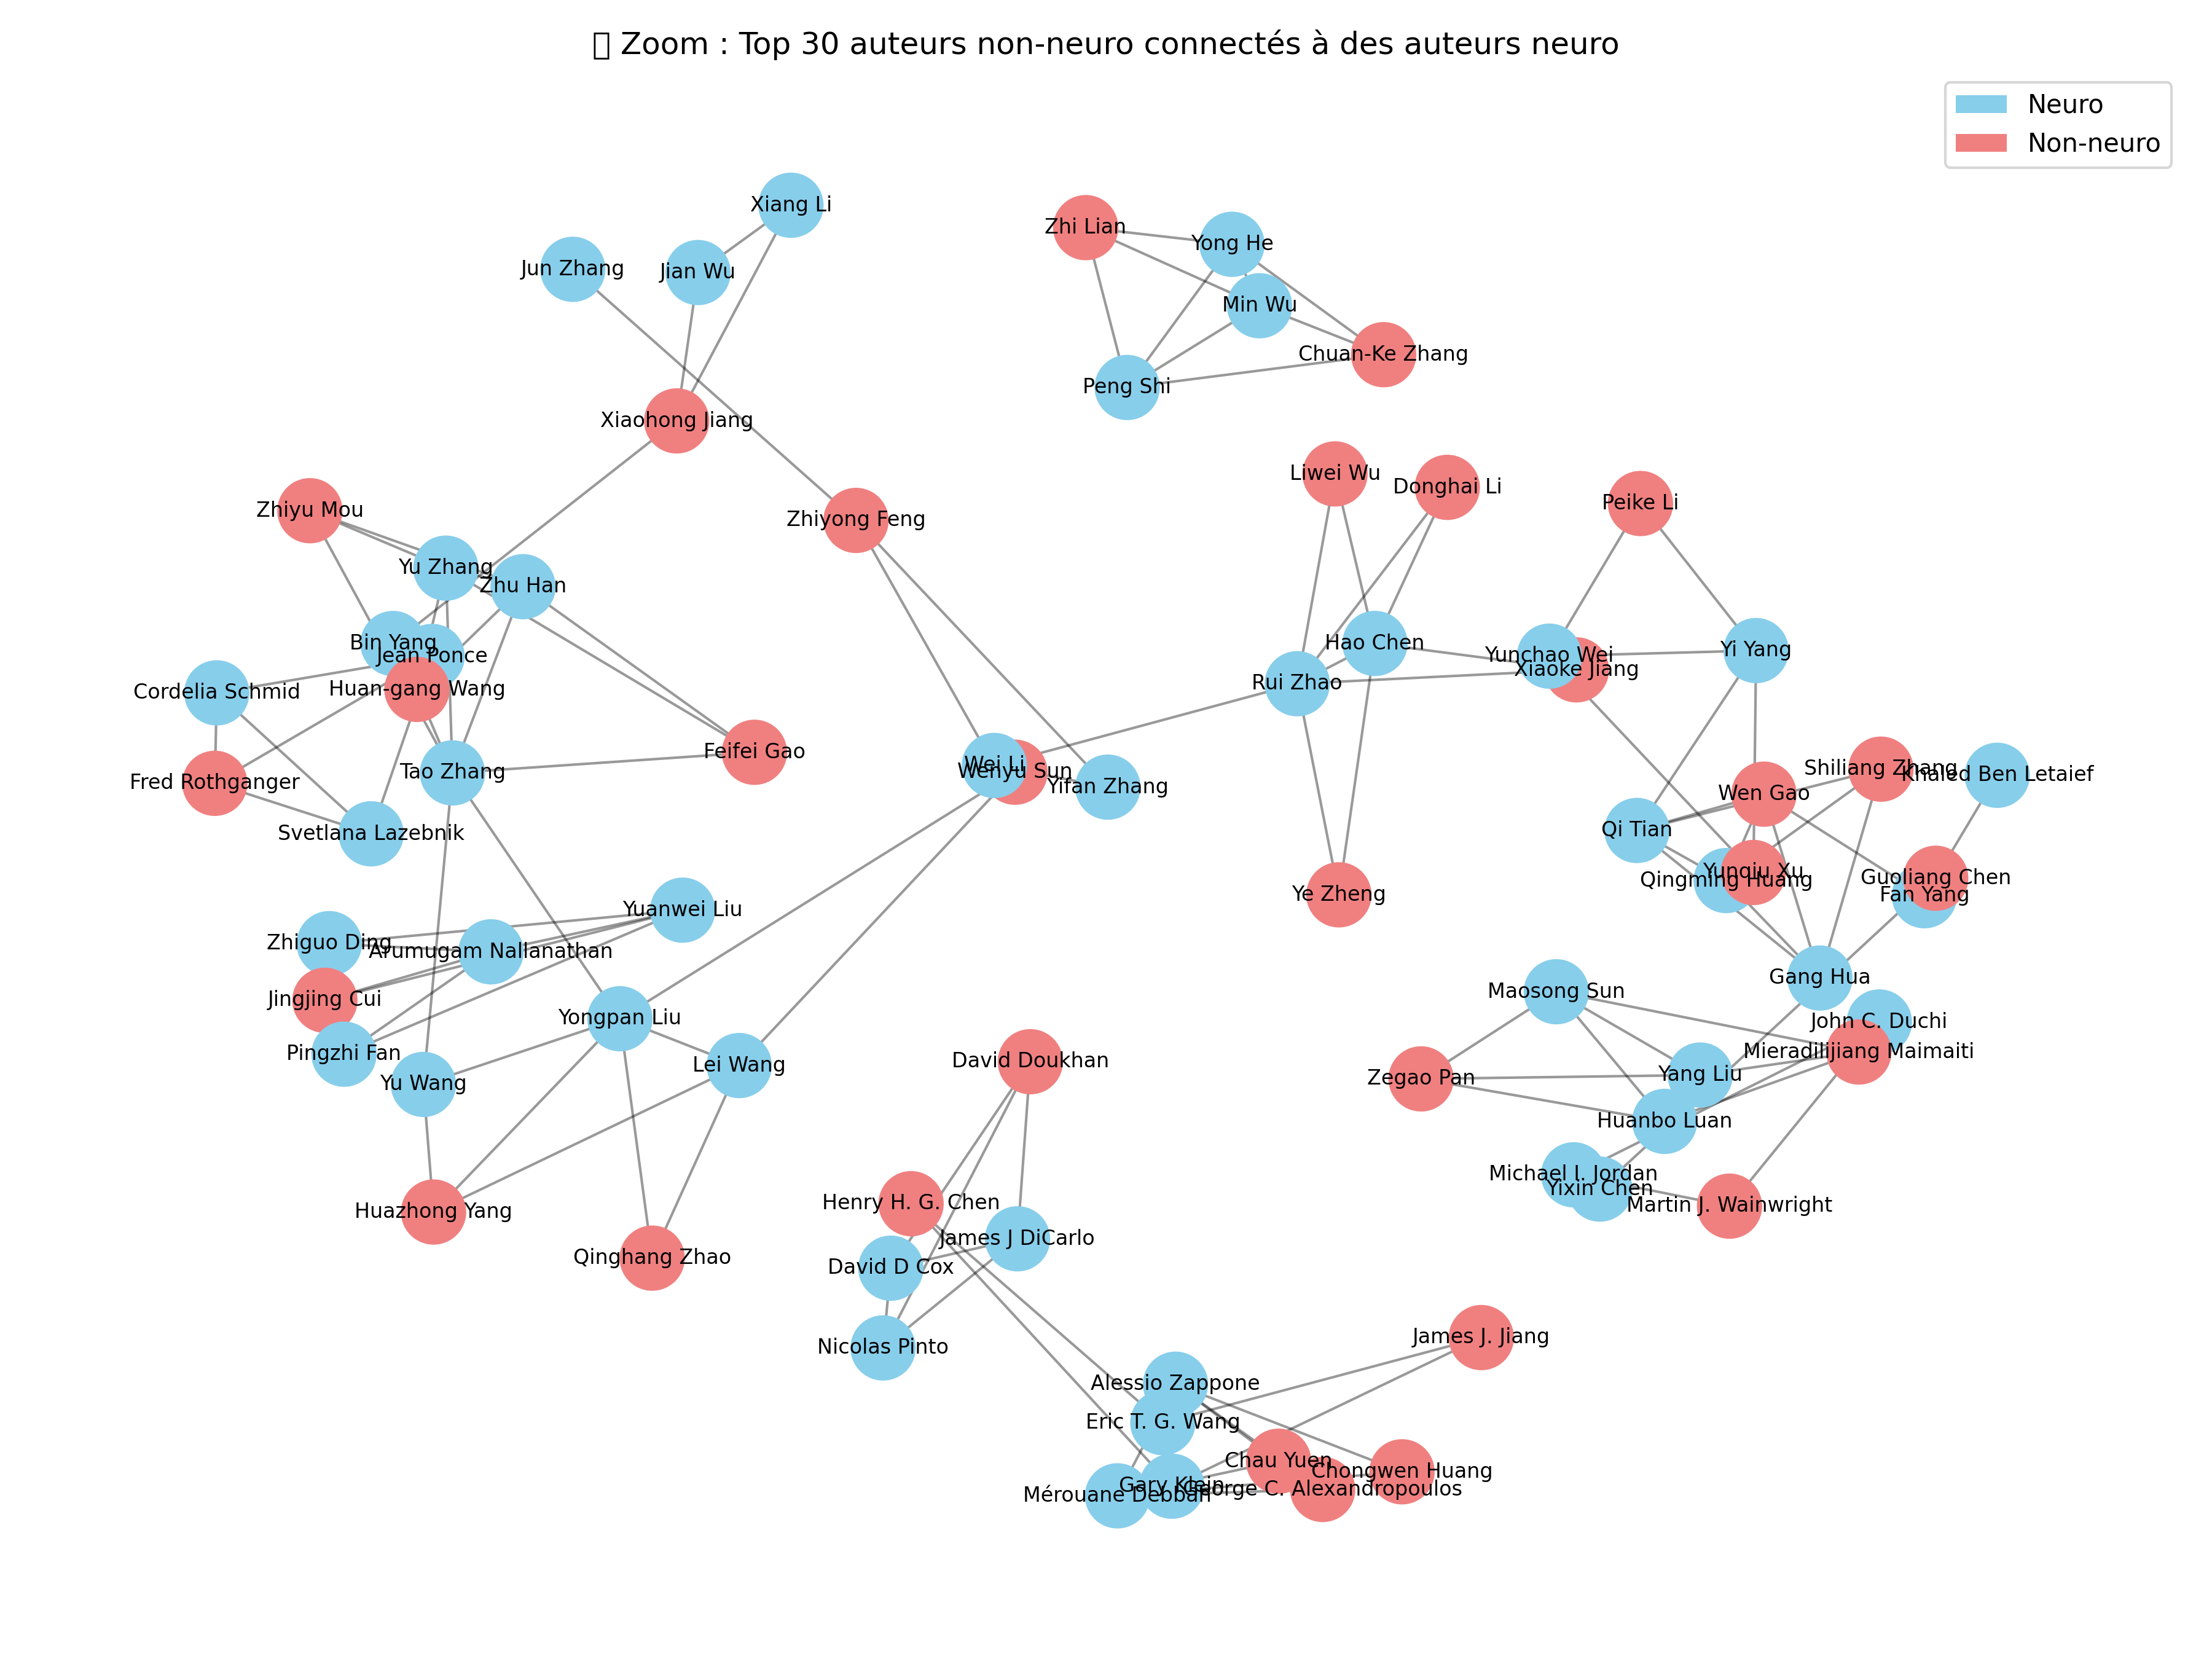 Zoom : Top 30 auteurs non-neuro connectés à des auteurs neuro
Neuro
Non-neuro
Xiang Li
Zhi Lian
Yong He
Jun Zhang
Jian Wu
Min Wu
Chuan-Ke Zhang
Peng Shi
Xiaohong Jiang
Liwei Wu
Donghai Li
Peike Li
Zhiyu Mou
Zhiyong Feng
Yu Zhang
Zhu Han
Bin Yang
Jean Ponce
Hao Chen
Yunchao Wei
Yi Yang
Xiaoke Jiang
Cordelia Schmid
Huan-gang Wang
Rui Zhao
Feifei Gao
Wei Li
Wenyu Sun
Tao Zhang
Fred Rothganger
Yifan Zhang
Shiliang Zhang
Khaled Ben Letaief
Wen Gao
Svetlana Lazebnik
Qi Tian
Yunqiu Xu
Qingming Huang
Guoliang Chen
Fan Yang
Ye Zheng
Yuanwei Liu
Zhiguo Ding
Arumugam Nallanathan
Gang Hua
Maosong Sun
Jingjing Cui
Yongpan Liu
John C. Duchi
Pingzhi Fan
Mieradilijiang Maimaiti
David Doukhan
Lei Wang
Yu Wang
Zegao Pan
Yang Liu
Huanbo Luan
Michael I. Jordan
Yixin Chen
Martin J. Wainwright
Henry H. G. Chen
Huazhong Yang
James J DiCarlo
Qinghang Zhao
David D Cox
Nicolas Pinto
James J. Jiang
Alessio Zappone
Eric T. G. Wang
Chau Yuen
Chongwen Huang
Gary Klein
George C. Alexandropoulos
Mérouane Debbah